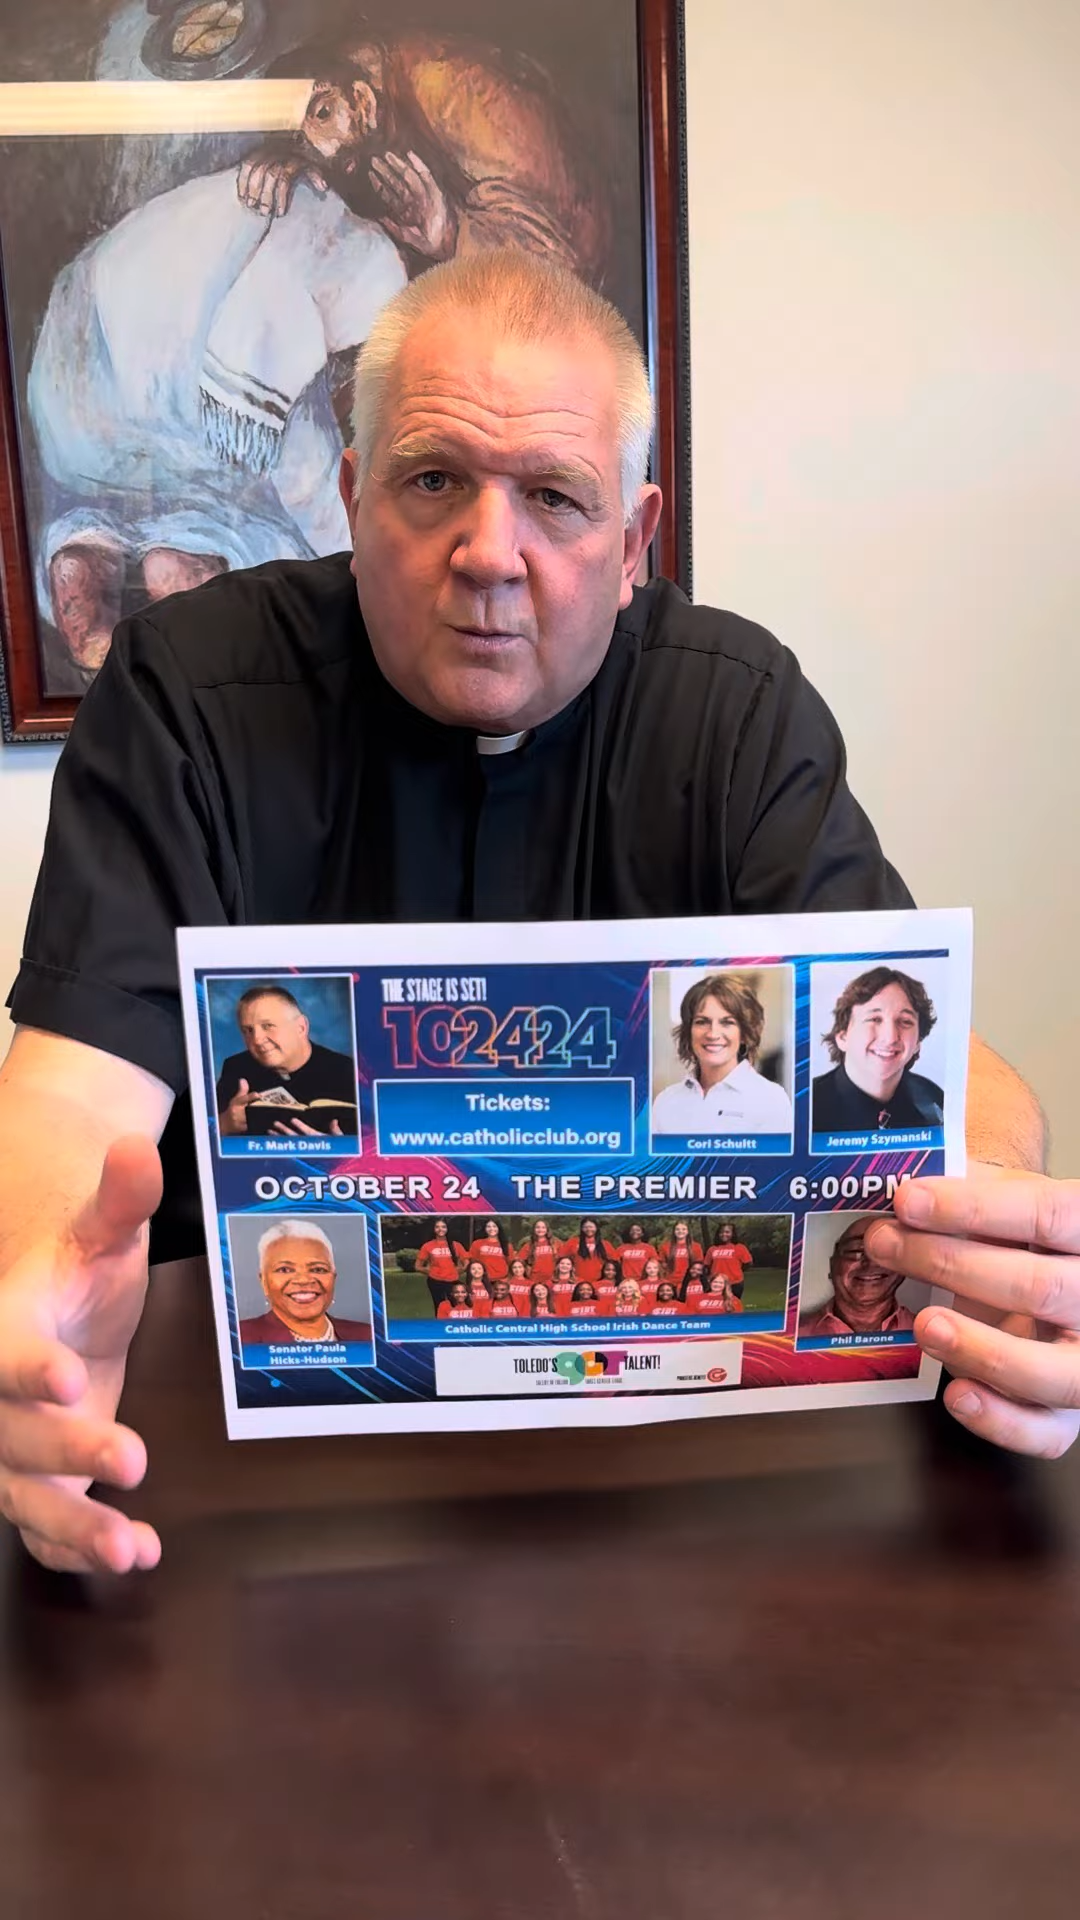 THE STAGE IS SET!
102424
Tickets:
www.catholicclub.org
Fr. Mark Davis
Cori Schultt
Jeremy Szymanski
OCTOBER 24 THE PREMIER 6:00PM
Senator Paula
Hicks-Hudson
Catholic Central High School Irish Dance Team
Phil Barone
TOLEDO'S GOT TALENT!